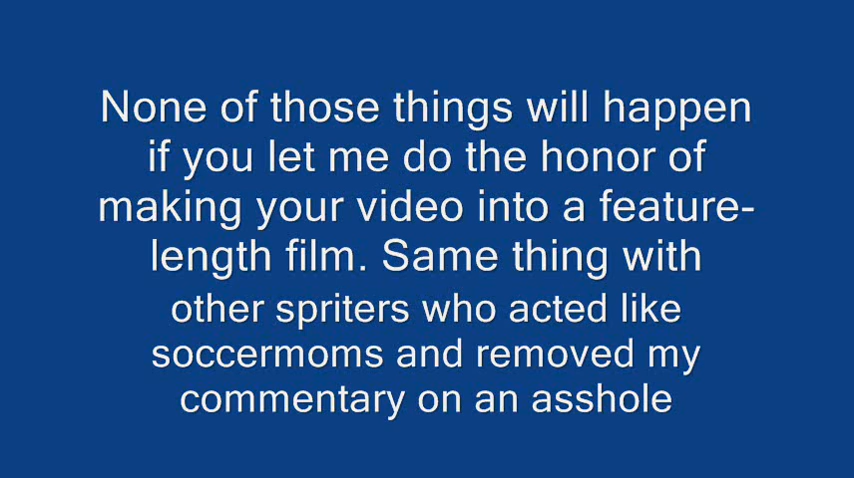 None of those things will happen
if you let me do the honor of
making your video into a feature-
length film. Same thing with
other spriters who acted like
soccermoms and removed my
commentary on an asshole